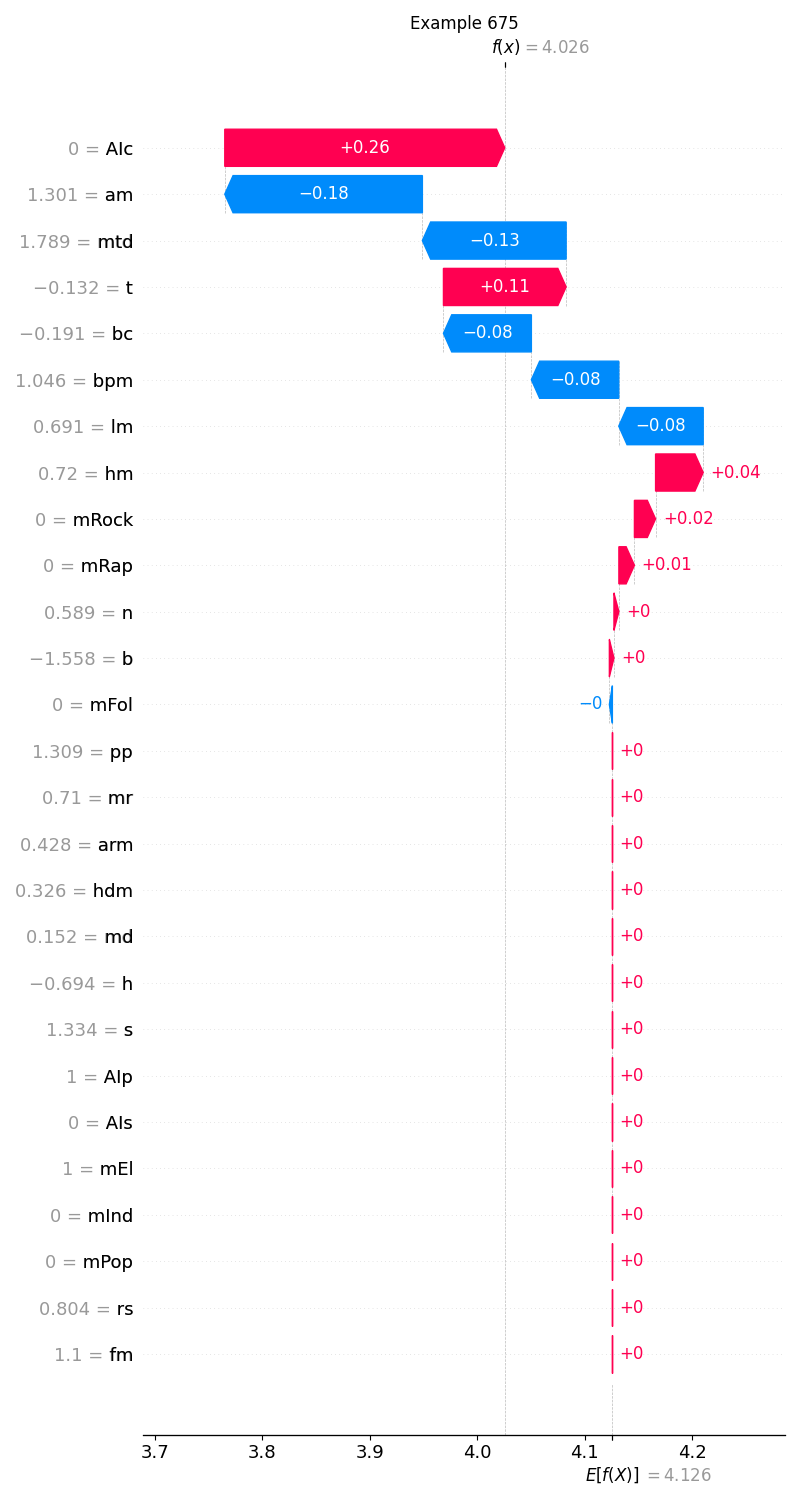 Example 675
f(x) = 4.026
0 = AIc
+0.26
1.301 = am
−0.18
1.789 = mtd
−0.13
−0.132 = t
+0.11
−0.191 = bc
−0.08
1.046 = bpm
−0.08
0.691 = lm
−0.08
0.72 = hm
+0.04
0 = mRock
+0.02
0 = mRap
+0.01
0.589 = n
+0
−1.558 = b
+0
0 = mFol
−0
1.309 = pp
+0
0.71 = mr
+0
0.428 = arm
+0
0.326 = hdm
+0
0.152 = md
+0
−0.694 = h
+0
1.334 = s
+0
1 = AIp
+0
0 = AIs
+0
1 = mEl
+0
0 = mInd
+0
0 = mPop
+0
0.804 = rs
+0
1.1 = fm
+0
3.7 3.8 3.9 4.0 4.1 4.2
E[f(X)] = 4.126